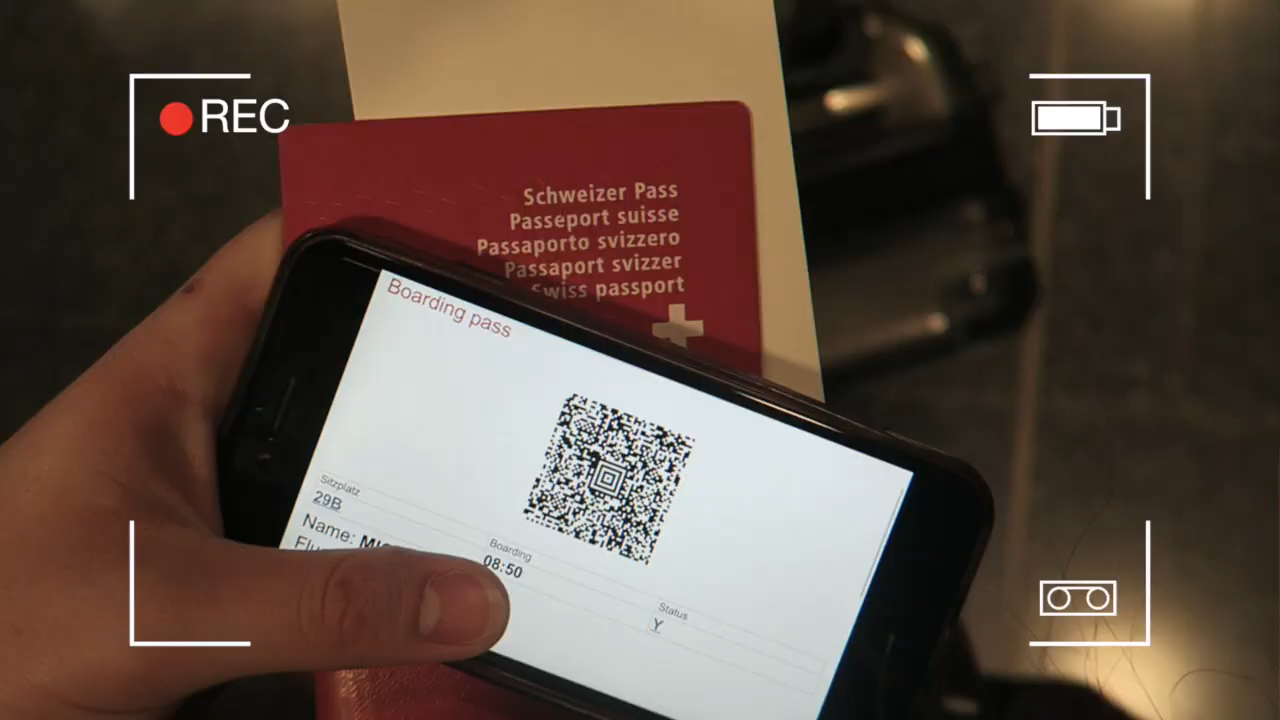 REC
Schweizer Pass
Passeport suisse
Passaporto svizzero
Passaport svizzer
Swiss passport
Boarding pass
Sitzplatz
29B
Name:
Boarding
08:50
Status
Y